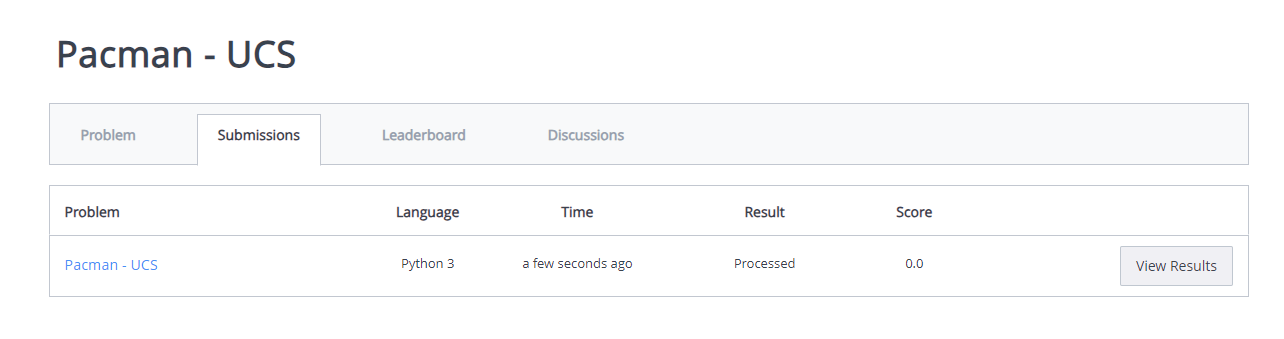 Pacman - UCS
Problem Submissions Leaderboard Discussions
Problem Language Time Result Score
Pacman - UCS Python 3 a few seconds ago Processed 0.0 View Results